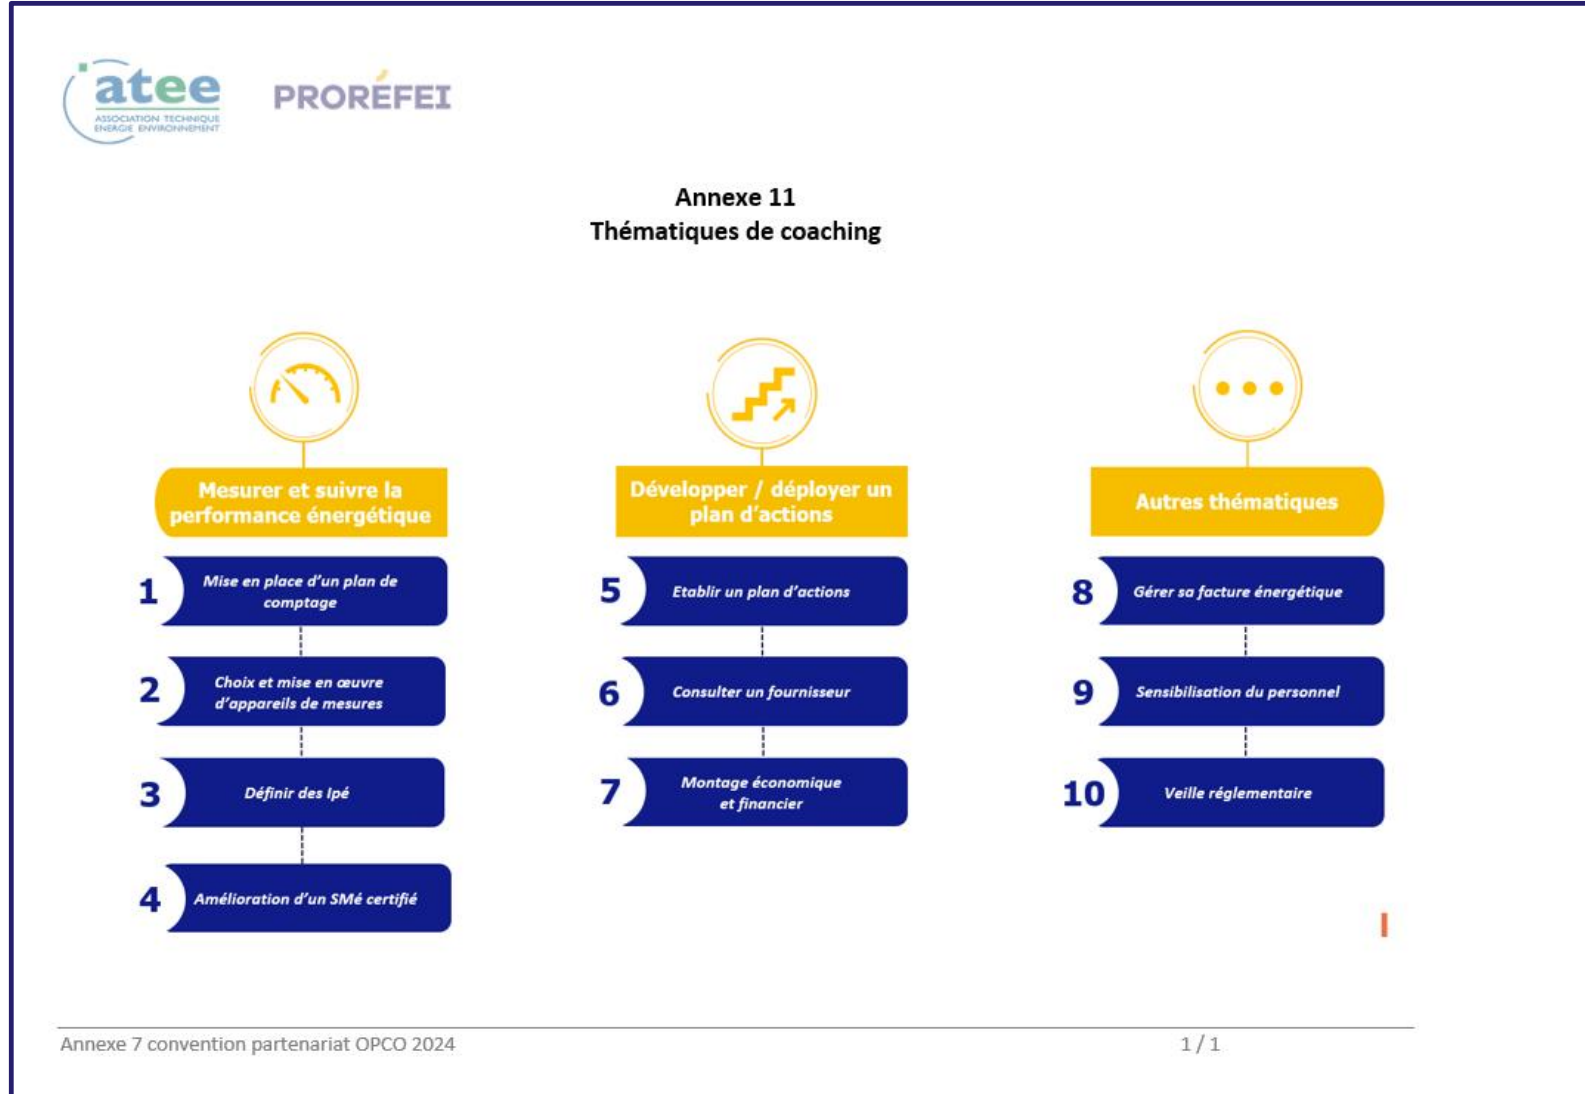 atee
ASSOCIATION TECHNIQUE
ENERGIE ENVIRONNEMENT
PRORÉFEI
Annexe 11
Thématiques de coaching
Mesurer et suivre la
performance énergétique
1
Mise en place d'un plan de
comptage
2
Choix et mise en œuvre
d'appareils de mesures
3
Définir des Ipé
4
Amélioration d'un SMé certifié
Développer / déployer un
plan d'actions
5
Etablir un plan d'actions
6
Consulter un fournisseur
7
Montage économique
et financier
Autres thématiques
8
Gérer sa facture énergétique
9
Sensibilisation du personnel
10
Veille réglementaire
Annexe 7 convention partenariat OPCO 2024
1 / 1